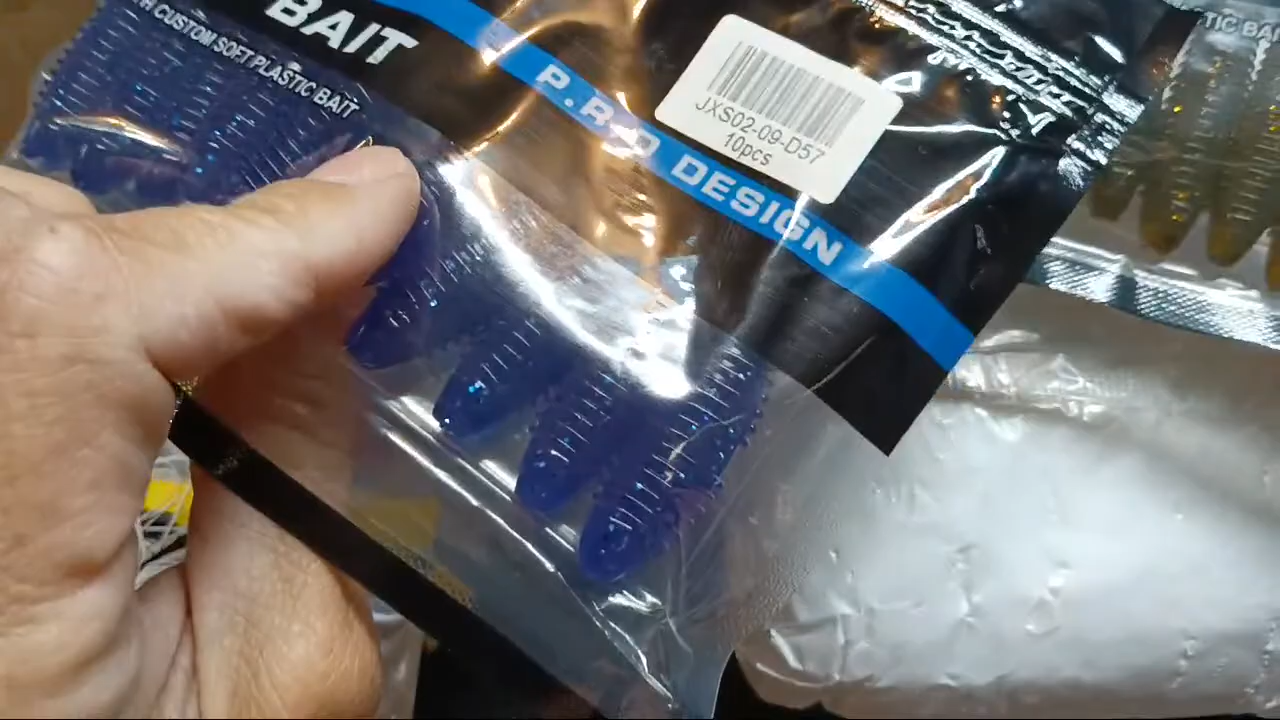 BAIT
CUSTOM SOFT PLASTIC BAIT
P.R.D DESIGN
JXS02-09-D57
10pcs